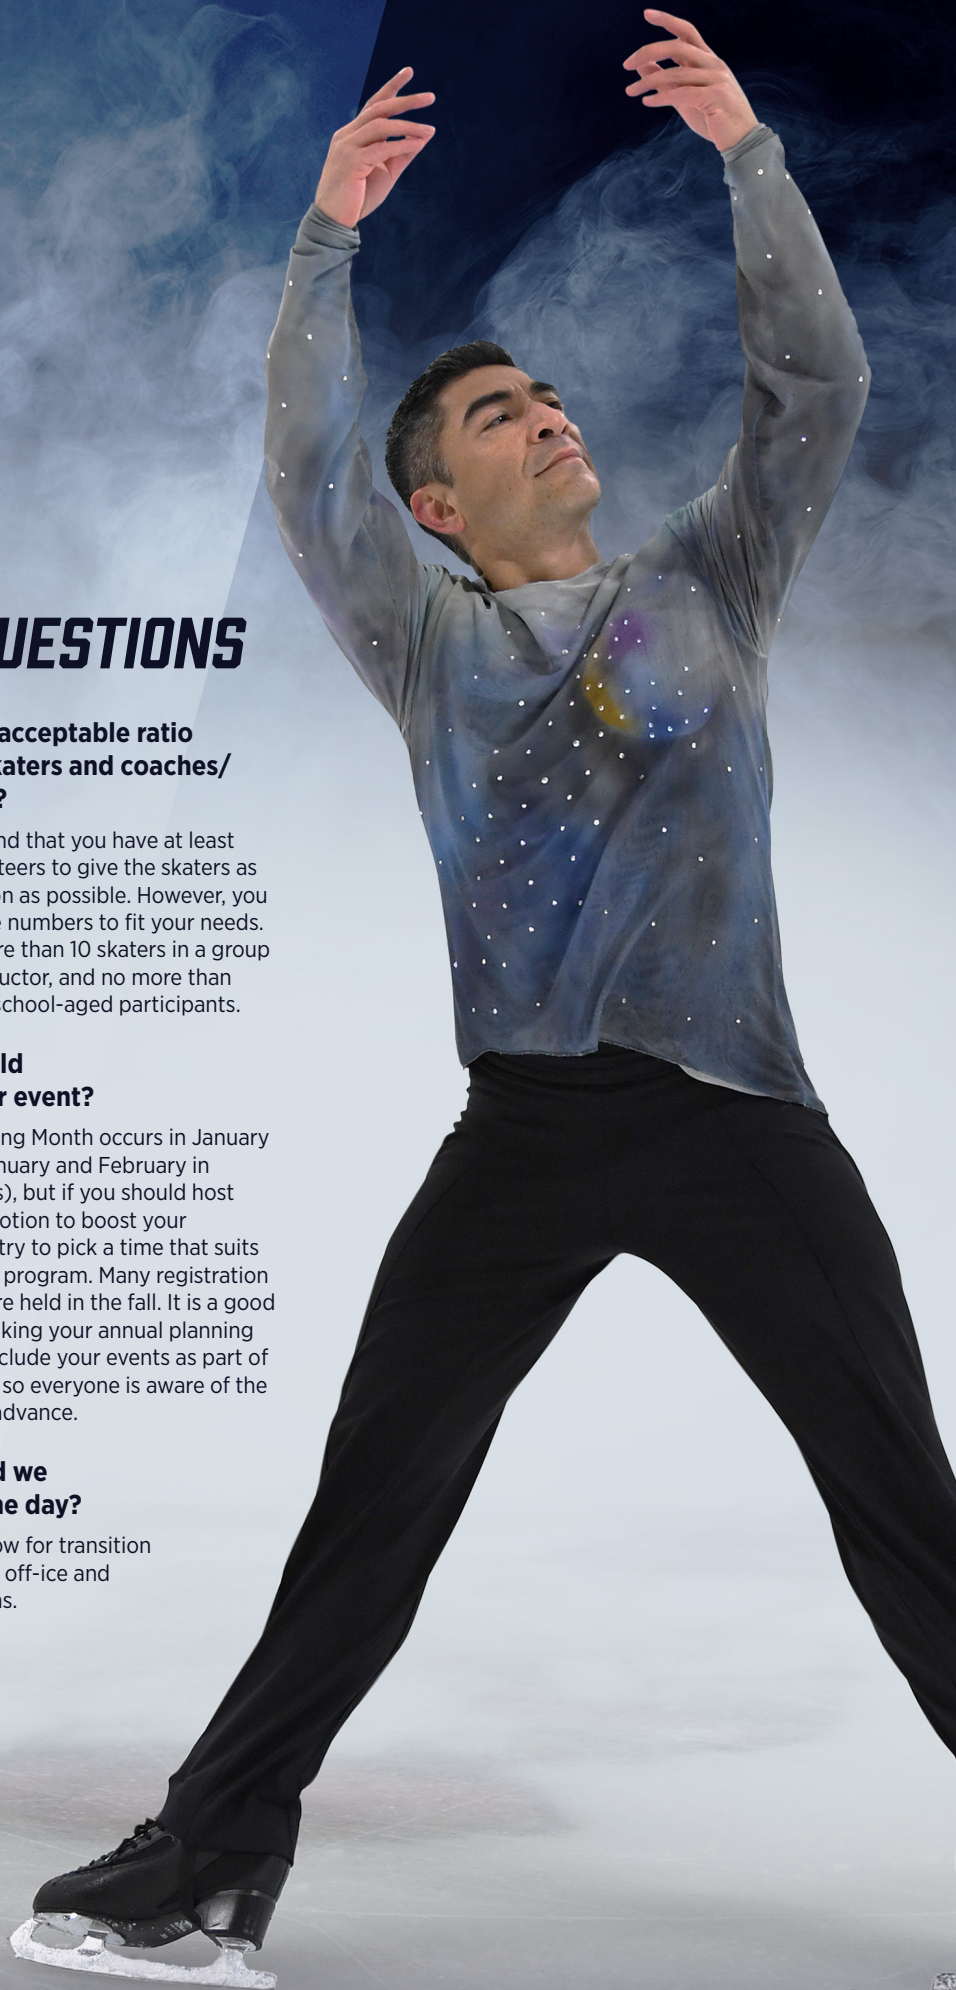 UESTIONS
acceptable ratio
katers and coaches/
?
nd that you have at least
teers to give the skaters as
n as possible. However, you
e numbers to fit your needs.
re than 10 skaters in a group
uctor, and no more than
school-aged participants.
ld
r event?
ng Month occurs in January
nuary and February in
s), but if you should host
otion to boost your
try to pick a time that suits
program. Many registration
re held in the fall. It is a good
king your annual planning
clude your events as part of
so everyone is aware of the
advance.
d we
ne day?
ow for transition
off-ice and
ns.